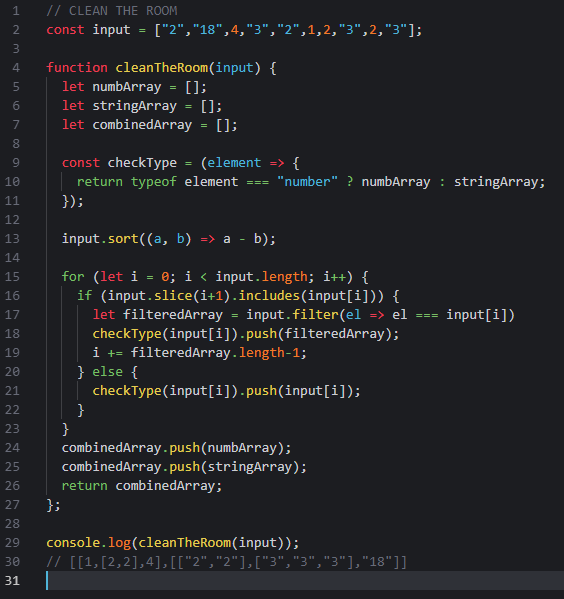 1 // CLEAN THE ROOM
2 const input = ["2","18",4,"3","2",1,2,"3",2,"3"];
3
4 function cleanTheRoom(input) {
5 let numbArray = [];
6 let stringArray = [];
7 let combinedArray = [];
8
9 const checkType = (element => {
10 return typeof element === "number" ? numbArray : stringArray;
11 });
12
13 input.sort((a, b) => a - b);
14
15 for (let i = 0; i < input.length; i++) {
16 if (input.slice(i+1).includes(input[i])) {
17 let filteredArray = input.filter(el => el === input[i])
18 checkType(input[i]).push(filteredArray);
19 i += filteredArray.length-1;
20 } else {
21 checkType(input[i]).push(input[i]);
22 }
23 }
24 combinedArray.push(numbArray);
25 combinedArray.push(stringArray);
26 return combinedArray;
27 };
28
29 console.log(cleanTheRoom(input));
30 // [[1,[2,2],4],[["2","2"],["3","3","3"],"18"]]
31